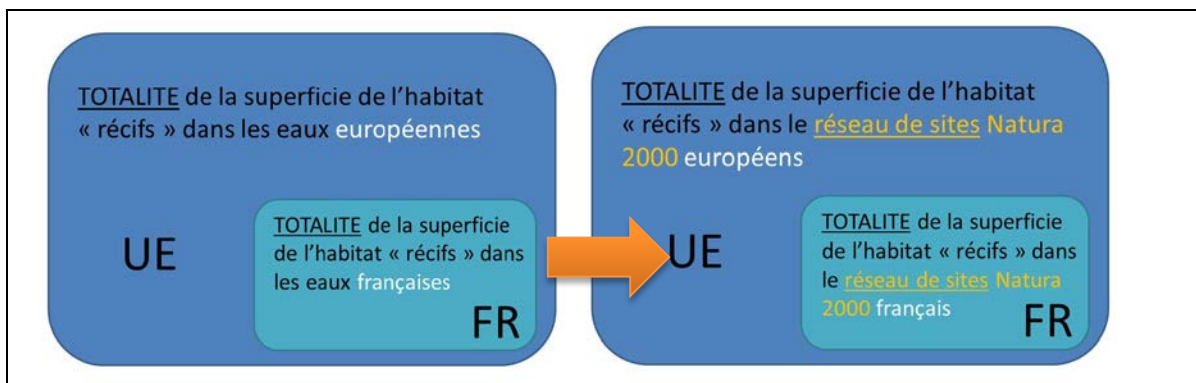 TOTALITE de la superficie de l’habitat
« récifs » dans les eaux européennes
UE
TOTALITE de la superficie
de l’habitat « récifs » dans
les eaux françaises
FR
TOTALITE de la superficie de l’habitat
« récifs » dans le réseau de sites Natura
2000 européens
UE
TOTALITE de la superficie
de l’habitat « récifs » dans
le réseau de sites Natura
2000 français
FR